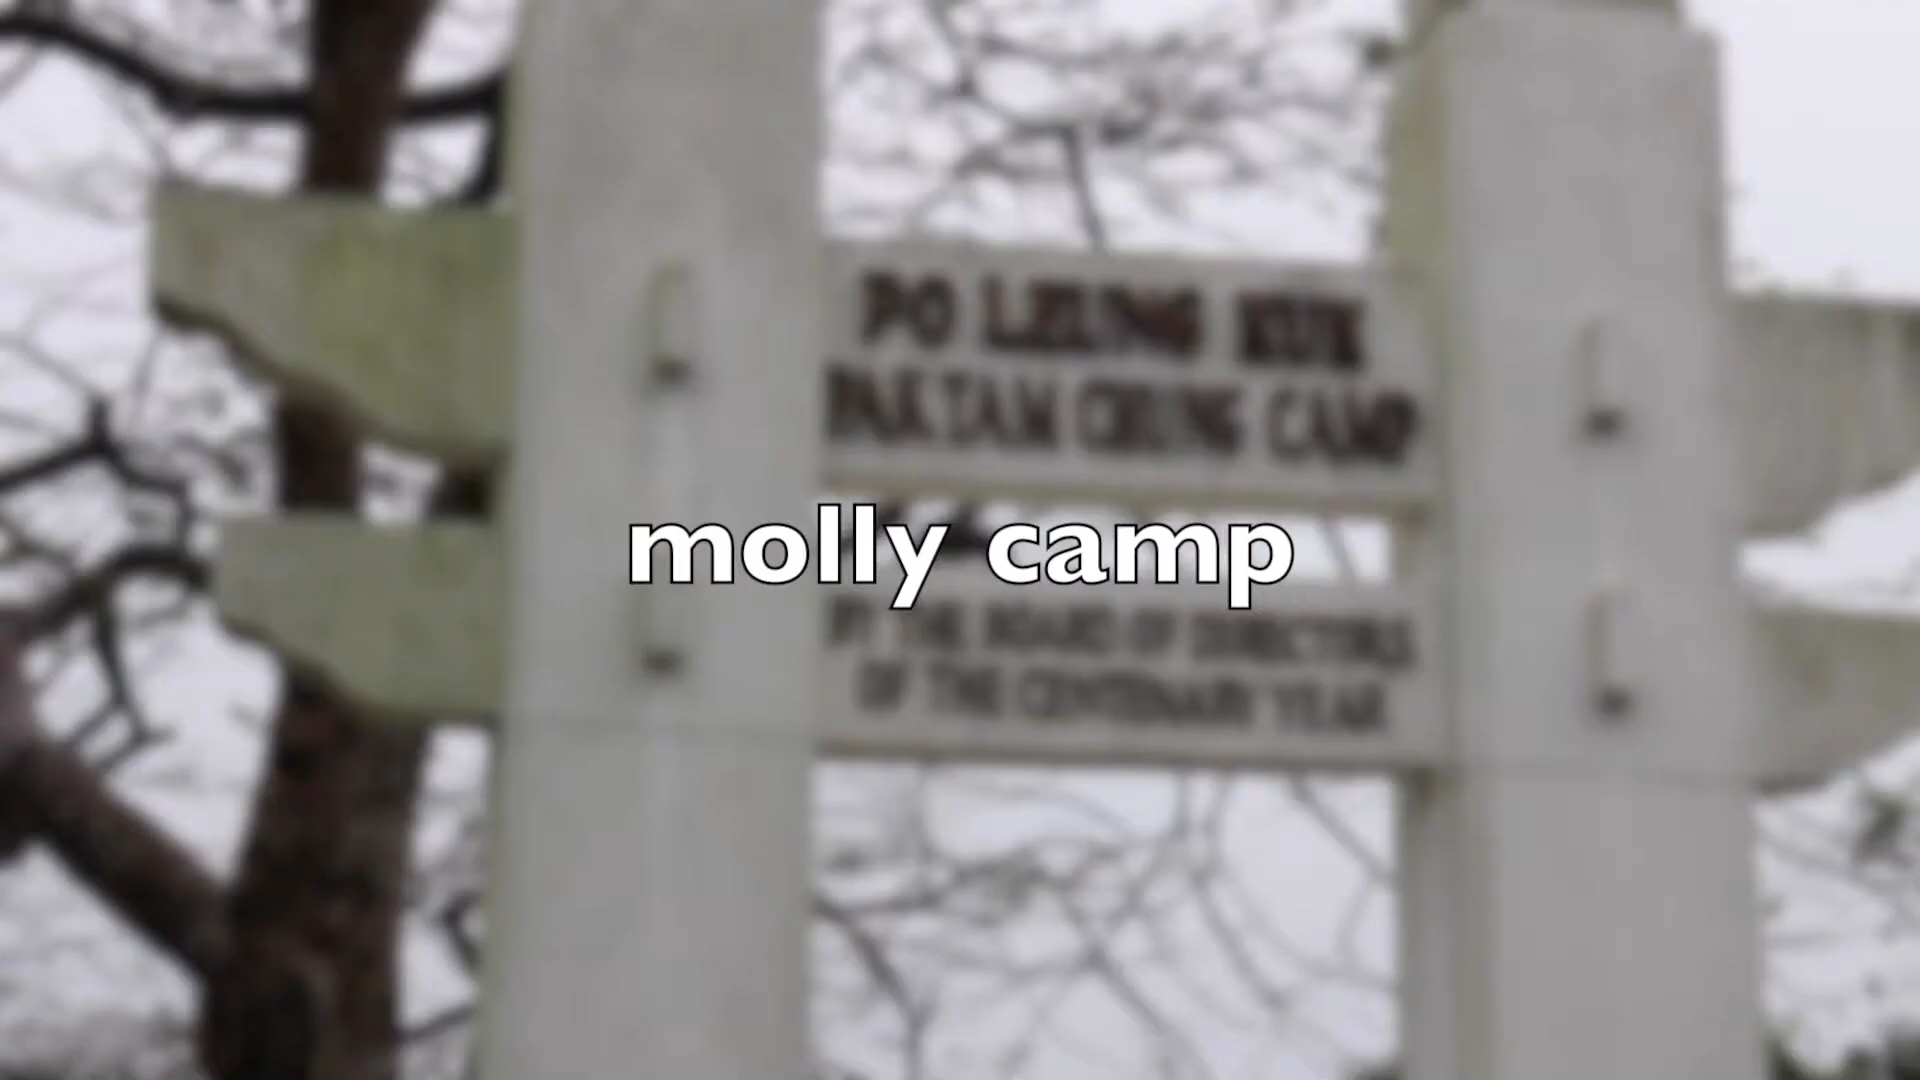 PO LEUNG KUK
PAK TAM CHUNG CAMP
molly camp
BY THE BOARD OF DIRECTORS
OF THE CENTENARY YEAR